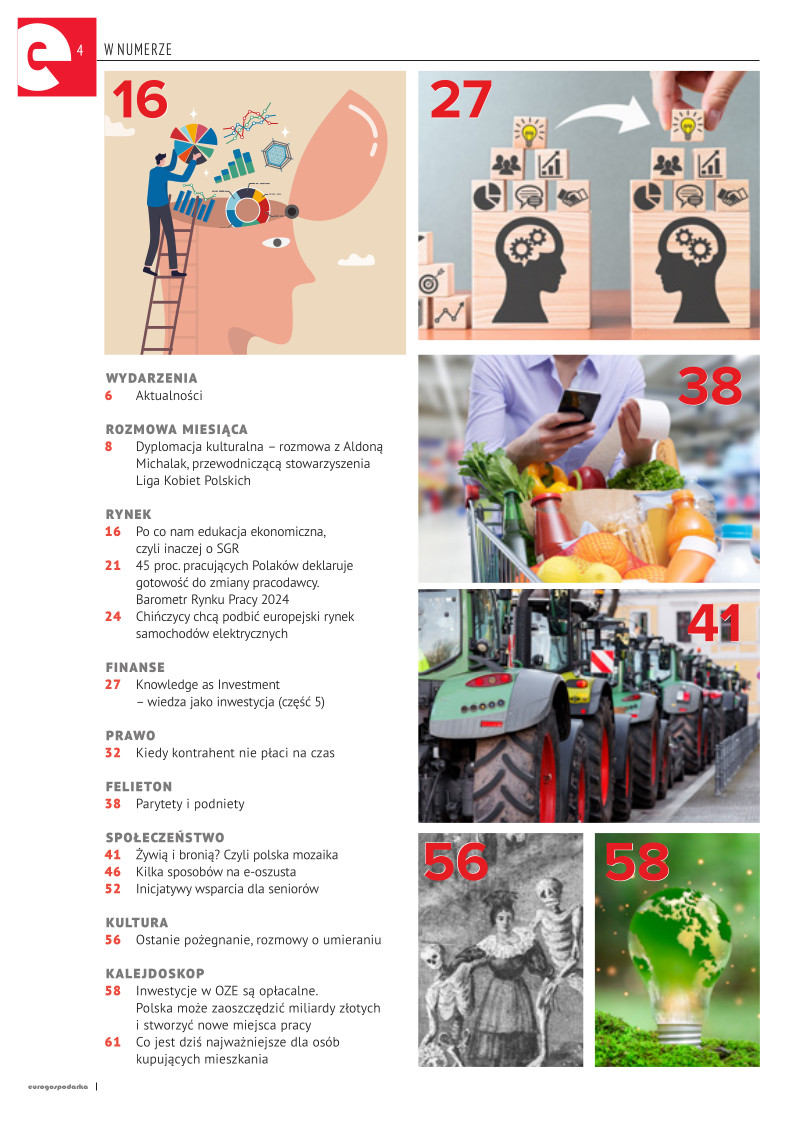 e
4
W NUMERZE
16
27
WYDARZENIA
6 Aktualności
ROZMOWA MIESIĄCA
8 Dyplomacja kulturalna – rozmowa z Aldoną
Michalak, przewodniczącą stowarzyszenia
Liga Kobiet Polskich
RYNEK
16 Po co nam edukacja ekonomiczna,
czyli inaczej o SGR
21 45 proc. pracujących Polaków deklaruje
gotowość do zmiany pracodawcy.
Barometr Rynku Pracy 2024
24 Chińczycy chcą podbić europejski rynek
samochodów elektrycznych
FINANSE
27 Knowledge as Investment
– wiedza jako inwestycja (część 5)
PRAWO
32 Kiedy kontrahent nie płaci na czas
FELIETON
38 Parytety i podniety
SPOŁECZEŃSTWO
41 Żywią i bronią? Czyli polska mozaika
46 Kilka sposobów na e-oszusta
52 Inicjatywy wsparcia dla seniorów
KULTURA
56 Ostanie pożegnanie, rozmowy o umieraniu
KALEJDOSKOP
58 Inwestycje w OZE są opłacalne.
Polska może zaoszczędzić miliardy złotych
i stworzyć nowe miejsca pracy
61 Co jest dziś najważniejsze dla osób
kupujących mieszkania
38
41
56
58
eurogospodarka